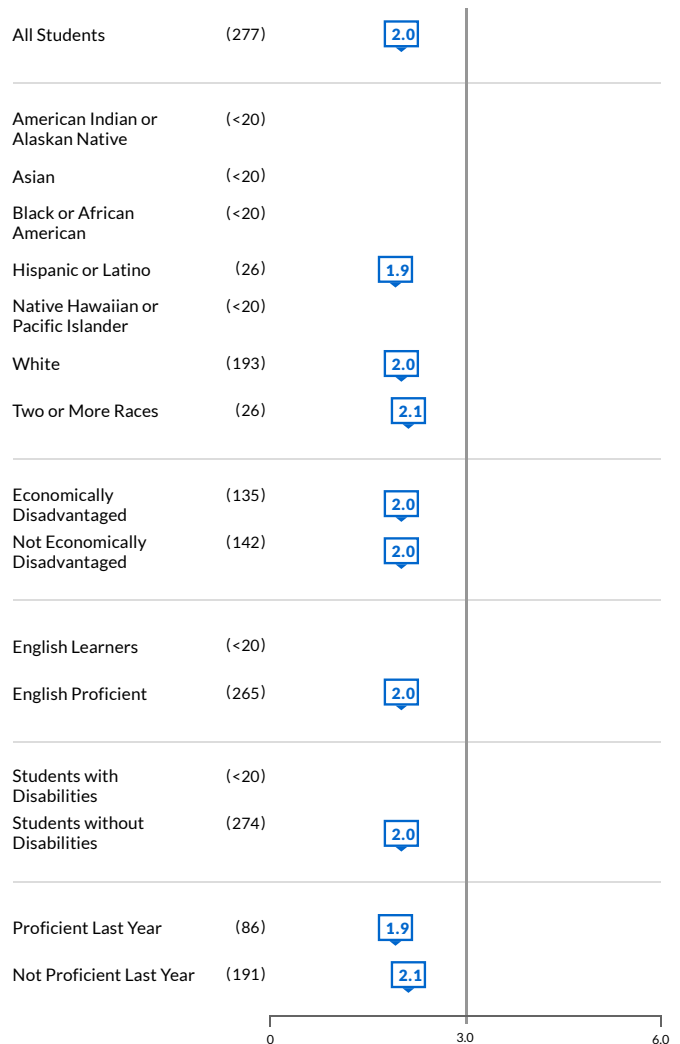 All Students (277) 2.0
American Indian or (<20)
Alaskan Native
Asian (<20)
Black or African (<20)
American
Hispanic or Latino (26) 1.9
Native Hawaiian or (<20)
Pacific Islander
White (193) 2.0
Two or More Races (26) 2.1
Economically (135) 2.0
Disadvantaged
Not Economically (142) 2.0
Disadvantaged
English Learners (<20)
English Proficient (265) 2.0
Students with (<20)
Disabilities
Students without (274) 2.0
Disabilities
Proficient Last Year (86) 1.9
Not Proficient Last Year (191) 2.1
0 3.0 6.0